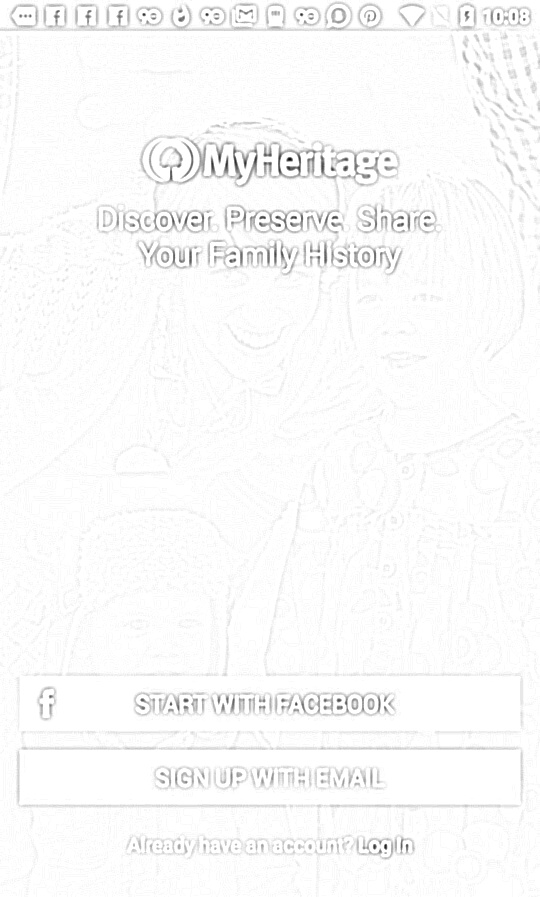 10:08
MyHeritage
Discover. Preserve. Share.
Your Family History
START WITH FACEBOOK
SIGN UP WITH EMAIL
Already have an account? Log In